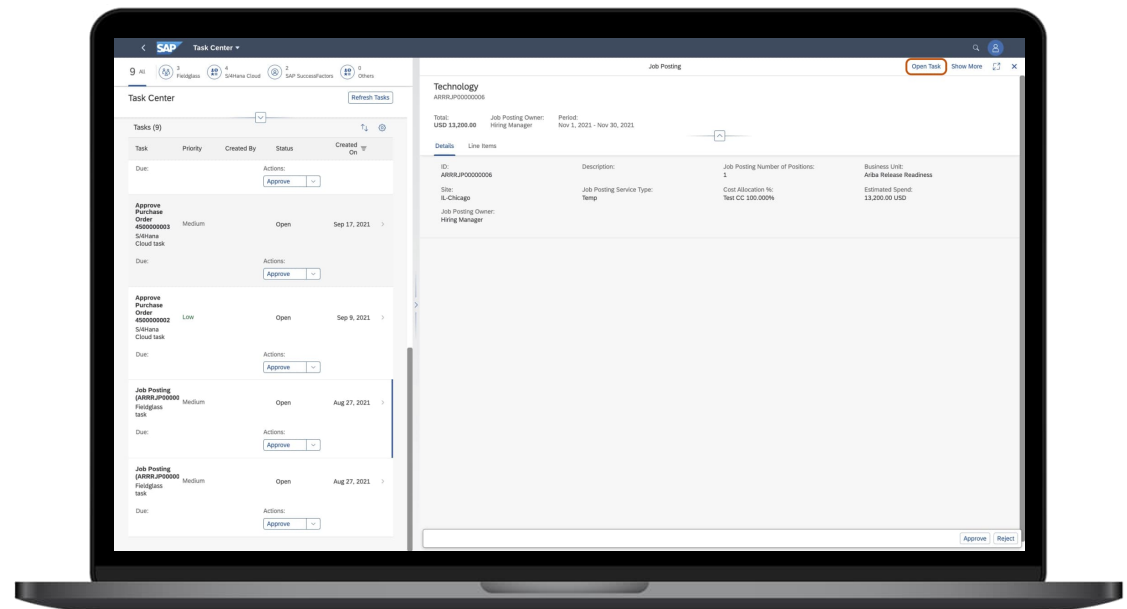 SAP Task Center
9 All 3 Fieldglass 4 S/4Hana Cloud 2 SAP SuccessFactors 0 Others
Task Center Refresh Tasks
Tasks (9)
Task Priority Created By Status Created On
Due: Actions:
Approve
Approve Purchase Order 4500000003
S/4Hana Cloud task
Medium Open Sep 17, 2021
Due: Actions:
Approve
Approve Purchase Order 4500000002
S/4Hana Cloud task
Low Open Sep 9, 2021
Due: Actions:
Approve
Job Posting (ARRRJP00000
Fieldglass task
Medium Open Aug 27, 2021
Due: Actions:
Approve
Job Posting (ARRRJP00000
Fieldglass task
Medium Open Aug 27, 2021
Due: Actions:
Approve
Job Posting Open Task Show More
Technology
ARRRJP00000006
Total: Job Posting Owner: Period:
USD 13,200.00 Hiring Manager Nov 1, 2021 - Nov 30, 2021
Details Line Items
ID: Description: Job Posting Number of Positions: Business Unit:
ARRRJP00000006 1 Ariba Release Readiness
Site: Job Posting Service Type: Cost Allocation %: Estimated Spend:
IL-Chicago Temp Test CC 100.000% 13,200.00 USD
Job Posting Owner:
Hiring Manager
Approve Reject